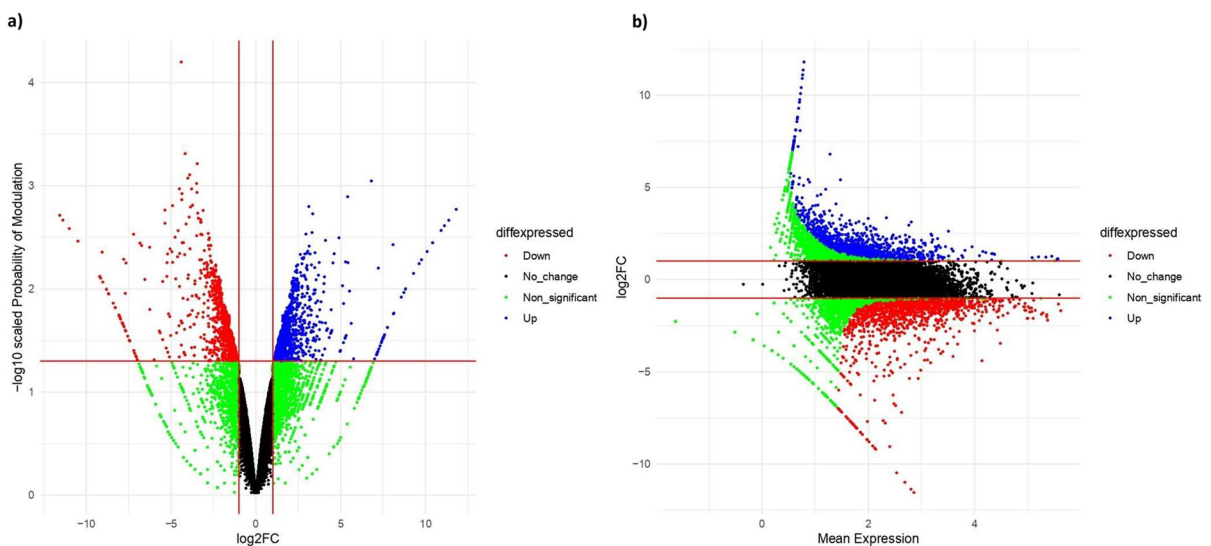 a)
−log10 scaled Probability of Modulation
4
3
2
1
0
−10
−5
0
5
10
log2FC
diffexpressed
Down
No_change
Non_significant
Up
b)
log2FC
10
5
0
−5
−10
0
2
4
Mean Expression
diffexpressed
Down
No_change
Non_significant
Up